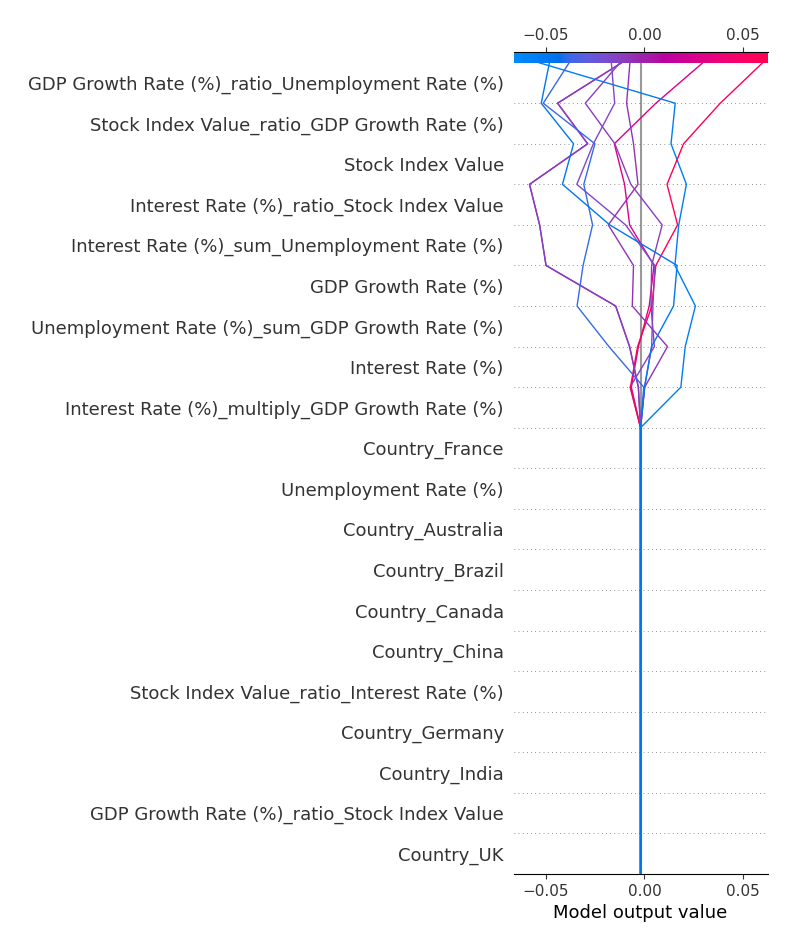 −0.05 0.00 0.05
GDP Growth Rate (%)_ratio_Unemployment Rate (%)
Stock Index Value_ratio_GDP Growth Rate (%)
Stock Index Value
Interest Rate (%)_ratio_Stock Index Value
Interest Rate (%)_sum_Unemployment Rate (%)
GDP Growth Rate (%)
Unemployment Rate (%)_sum_GDP Growth Rate (%)
Interest Rate (%)
Interest Rate (%)_multiply_GDP Growth Rate (%)
Country_France
Unemployment Rate (%)
Country_Australia
Country_Brazil
Country_Canada
Country_China
Stock Index Value_ratio_Interest Rate (%)
Country_Germany
Country_India
GDP Growth Rate (%)_ratio_Stock Index Value
Country_UK
−0.05 0.00 0.05
Model output value